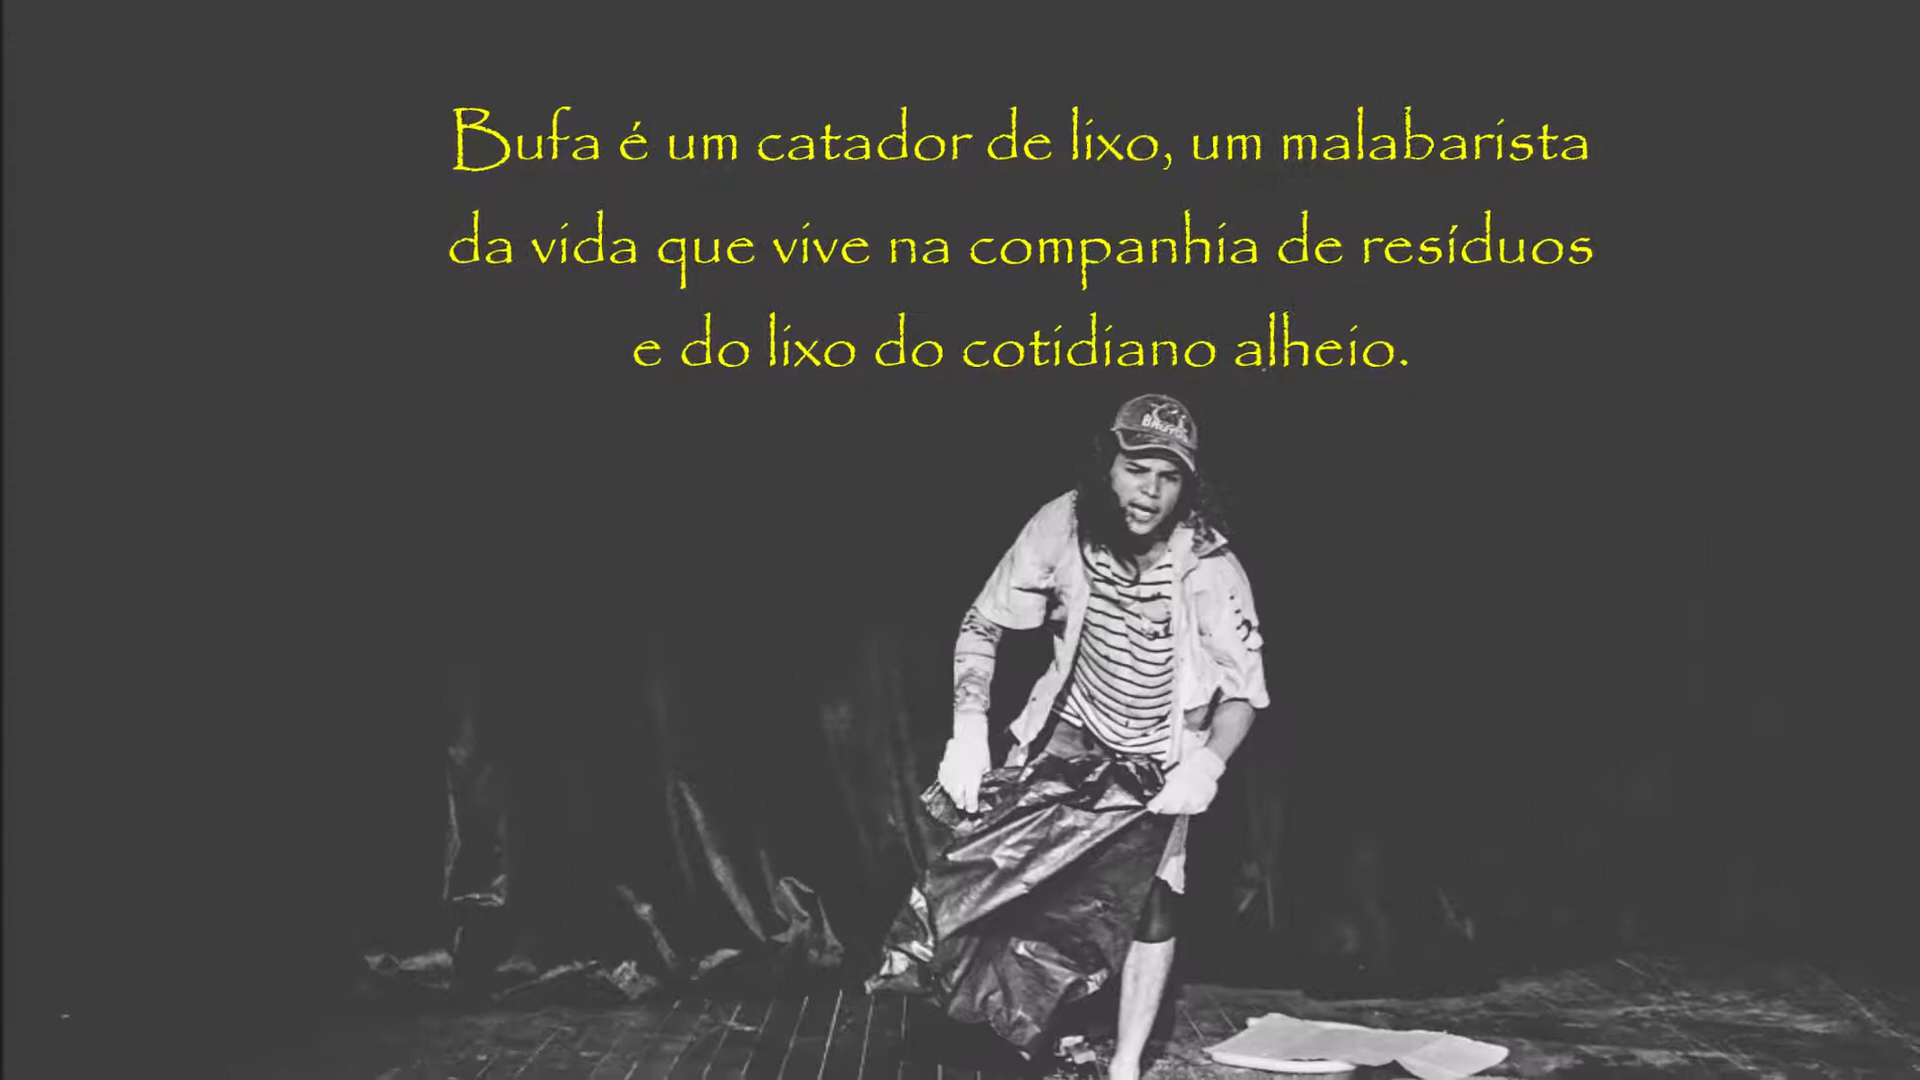 Bufa é um catador de lixo, um malabarista
da vida que vive na companhia de resíduos
e do lixo do cotidiano alheio.